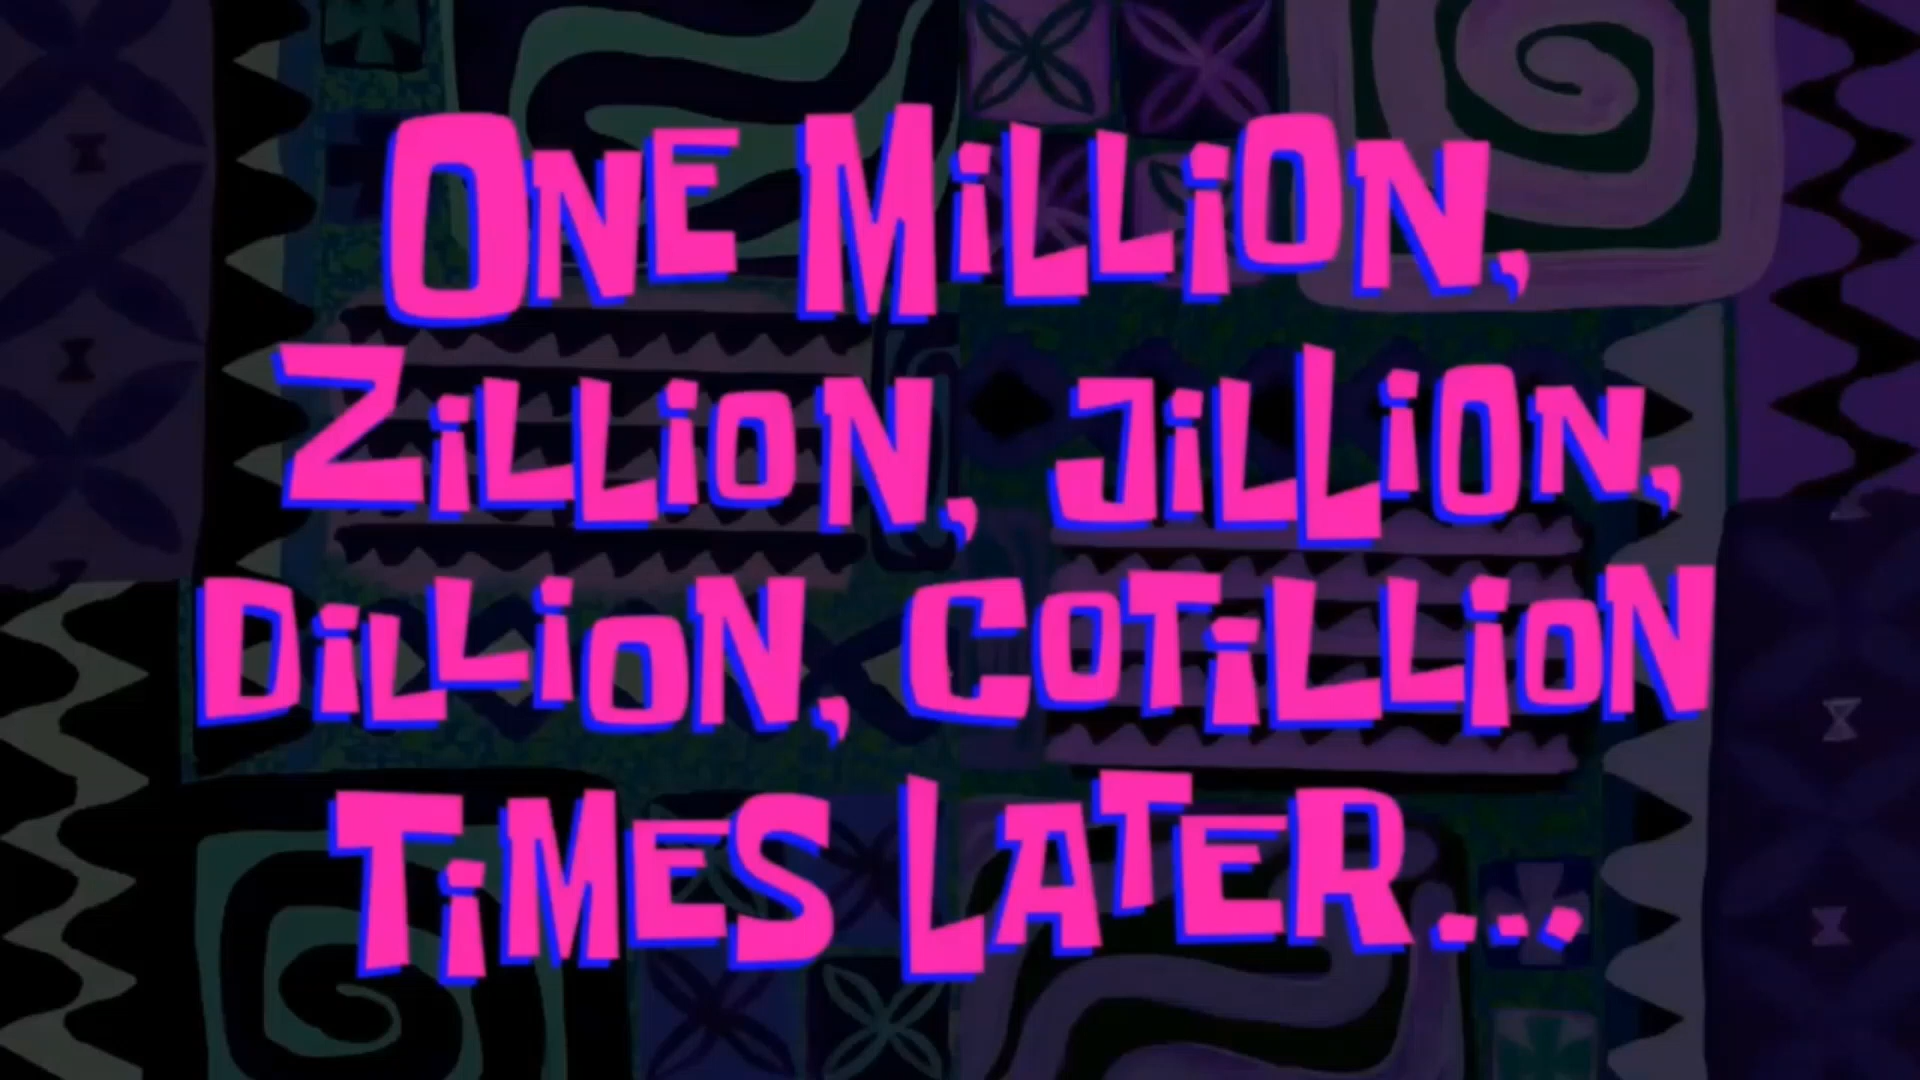 One Million,
Zillion, Jillion,
Dillion, Cotillion
Times Later...